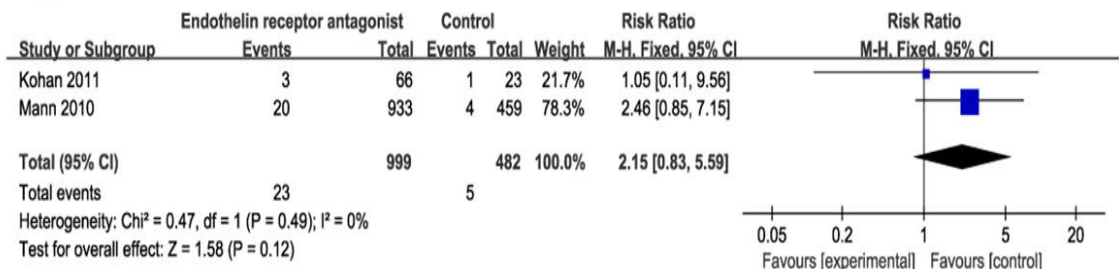 Endothelin receptor antagonist Control Risk Ratio Risk Ratio
Study or Subgroup Events Total Events Total Weight M-H, Fixed, 95% CI M-H, Fixed, 95% CI
Kohan 2011 3 66 1 23 21.7% 1.05 [0.11, 9.56]
Mann 2010 20 933 4 459 78.3% 2.46 [0.85, 7.15]
Total (95% CI) 999 482 100.0% 2.15 [0.83, 5.59]
Total events 23 5
Heterogeneity: Chi² = 0.47, df = 1 (P = 0.49); I² = 0%
Test for overall effect: Z = 1.58 (P = 0.12)
0.05 0.2 1 5 20
Favours [experimental] Favours [control]